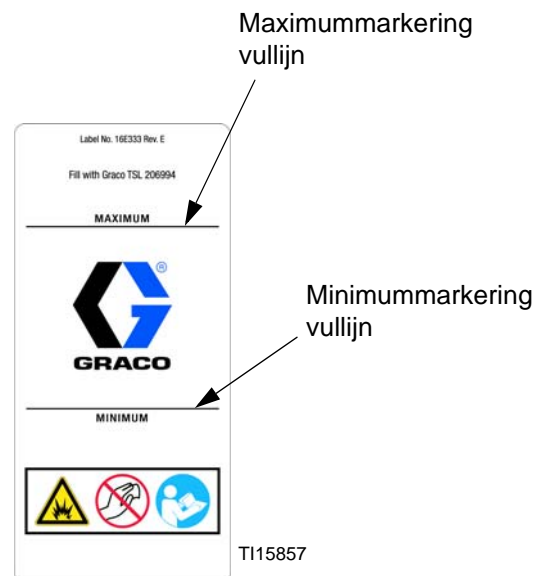 Maximummarkering
vullijn
Label No. 16E333 Rev. E
Fill with Graco TSL 206994
MAXIMUM
®
GRACO
Minimummarkering
vullijn
MINIMUM
TI15857